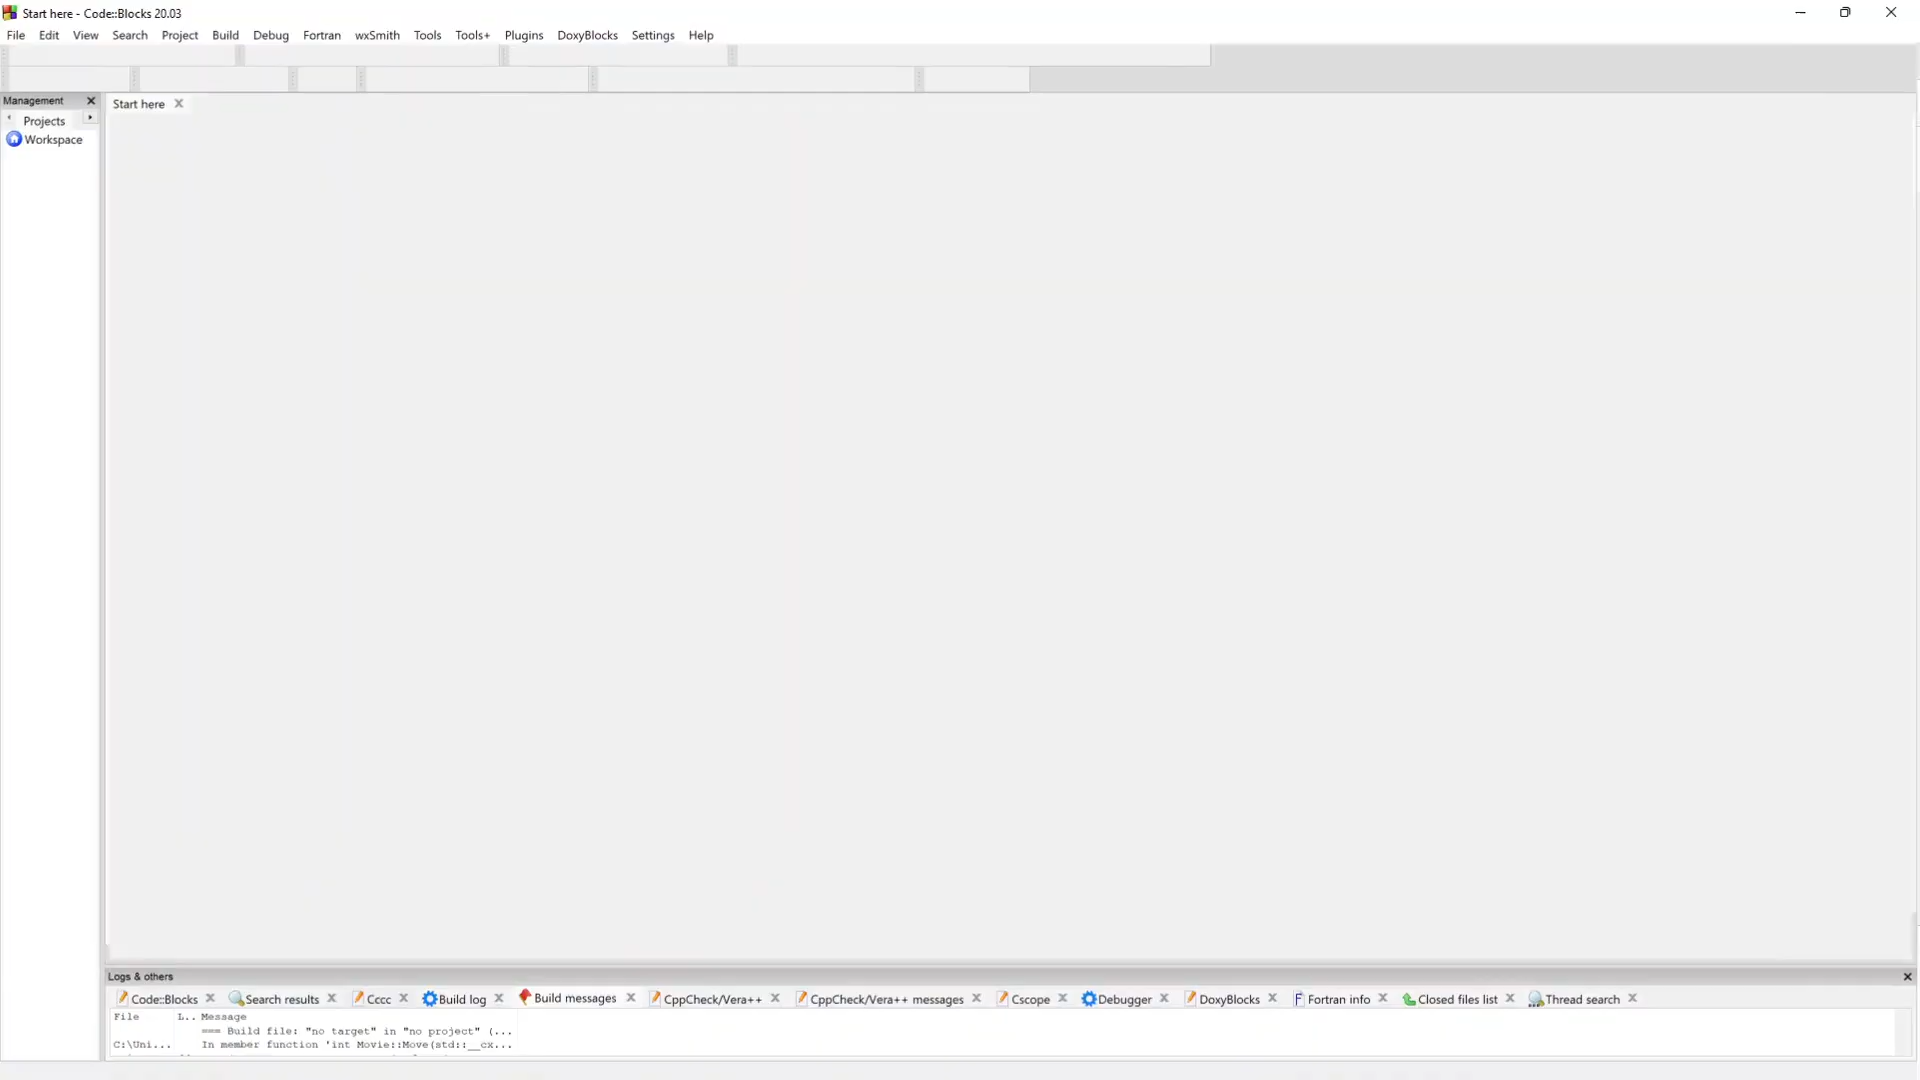 Start here - Code::Blocks 20.03
File Edit View Search Project Build Debug Fortran wxSmith Tools Tools+ Plugins DoxyBlocks Settings Help
Management
Start here
Projects
Workspace
Logs & others
Code::Blocks Search results Cccc Build log Build messages CppCheck/Vera++ CppCheck/Vera++ messages Cscope Debugger DoxyBlocks Fortran info Closed files list Thread search
File L.. Message
=== Build file: "no target" in "no project" (...
C:\Uni... In member function 'int Movie::Move(std::__cx...